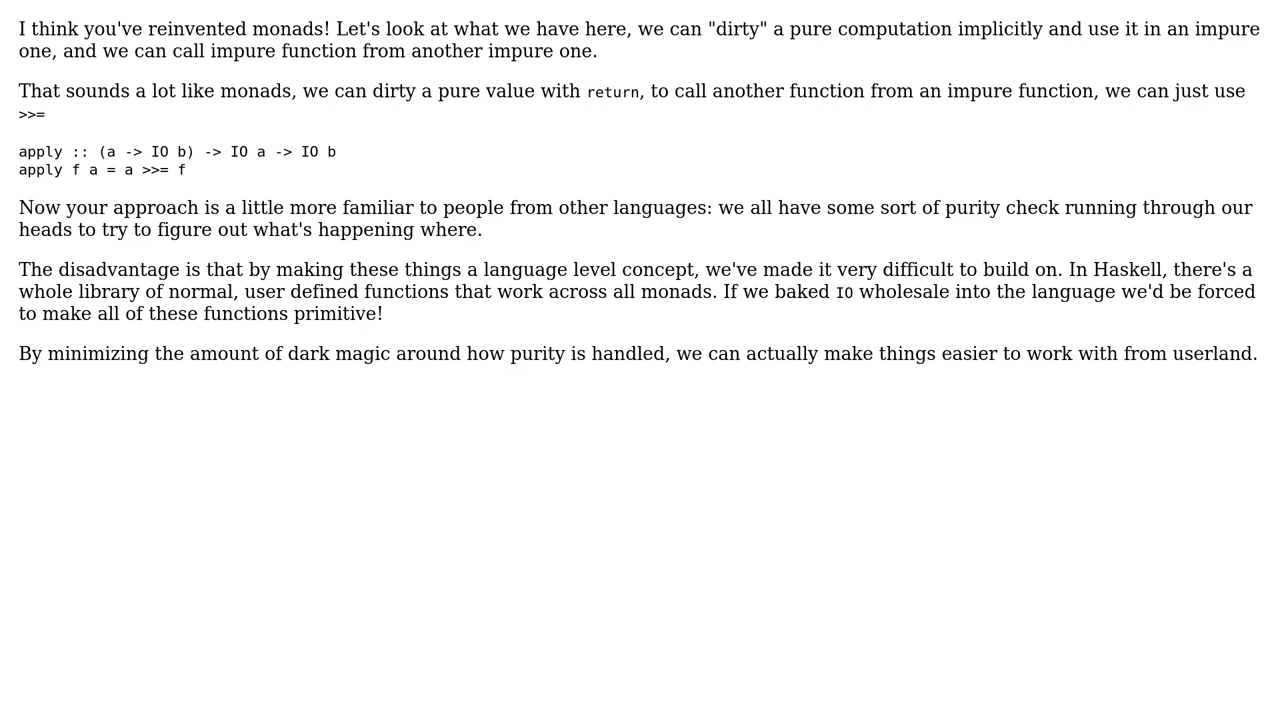 I think you've reinvented monads! Let's look at what we have here, we can "dirty" a pure computation implicitly and use it in an impure
one, and we can call impure function from another impure one.
That sounds a lot like monads, we can dirty a pure value with return, to call another function from an impure function, we can just use
>>=
apply :: (a -> IO b) -> IO a -> IO b
apply f a = a >>= f
Now your approach is a little more familiar to people from other languages: we all have some sort of purity check running through our
heads to try to figure out what's happening where.
The disadvantage is that by making these things a language level concept, we've made it very difficult to build on. In Haskell, there's a
whole library of normal, user defined functions that work across all monads. If we baked IO wholesale into the language we'd be forced
to make all of these functions primitive!
By minimizing the amount of dark magic around how purity is handled, we can actually make things easier to work with from userland.